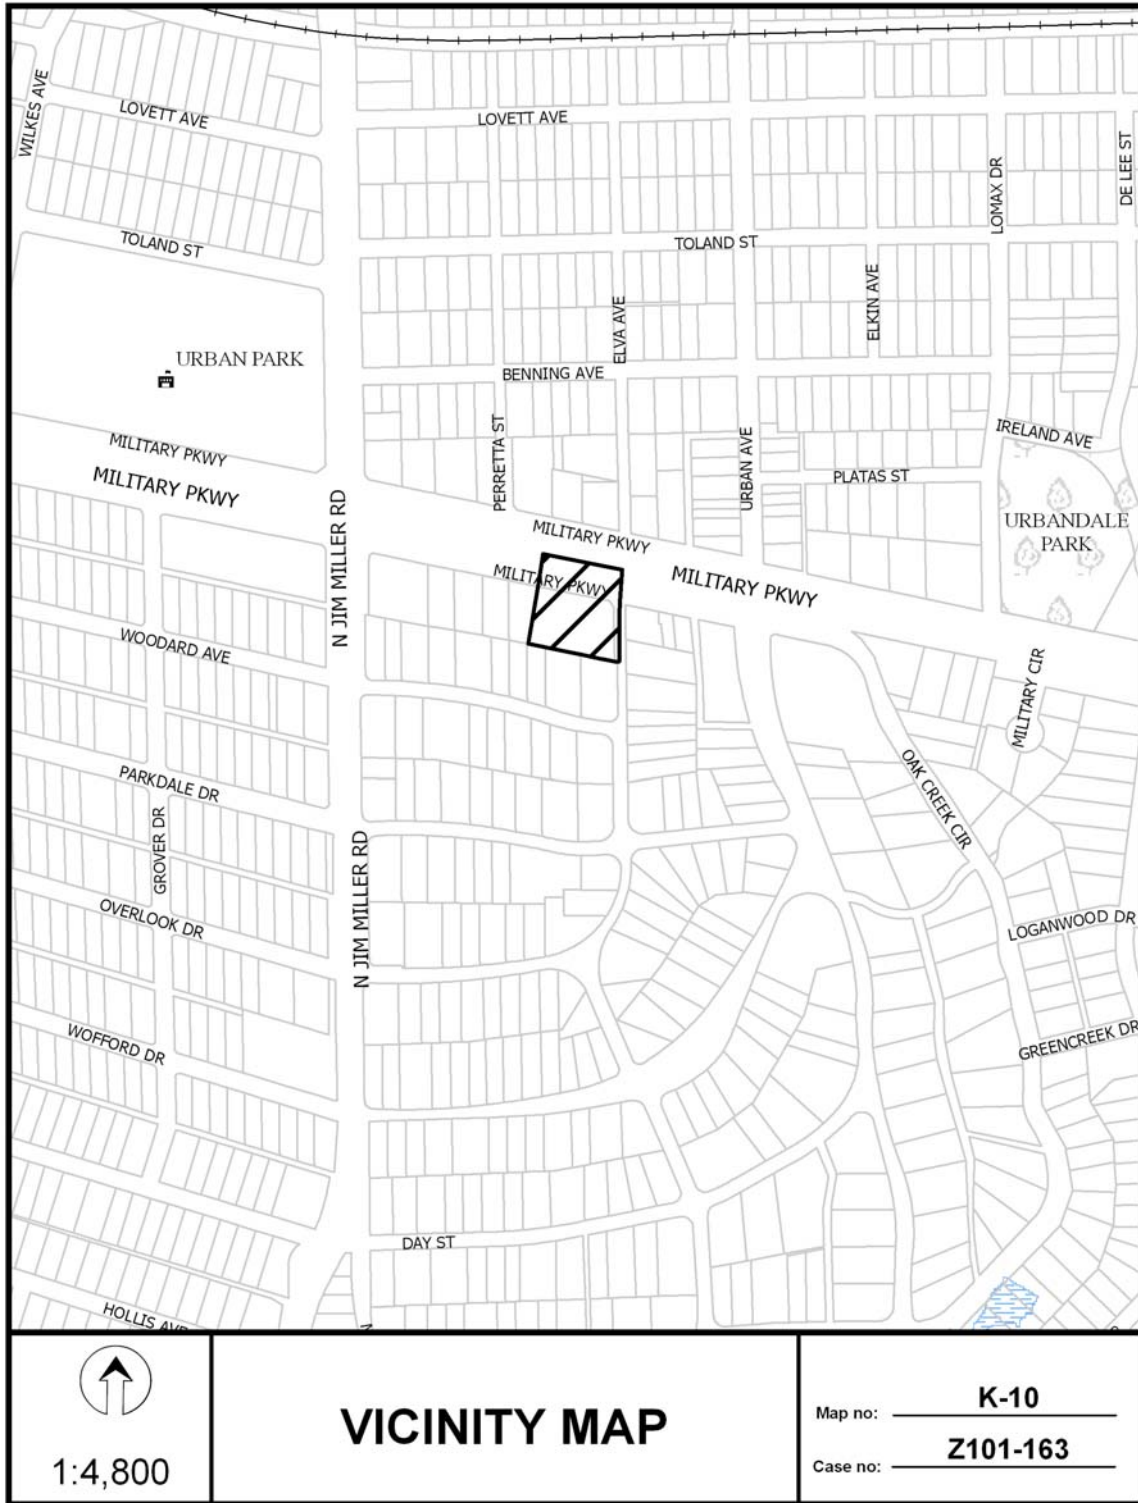 WILKES AVE
LOVETT AVE
LOVETT AVE
DE LEE ST
LOMAX DR
TOLAND ST
TOLAND ST
ELKIN AVE
ELVA AVE
URBAN PARK
BENNING AVE
PERRETTA ST
URBAN AVE
IRELAND AVE
MILITARY PKWY
MILITARY PKWY
PLATAS ST
N JIM MILLER RD
URBANDALE
PARK
MILITARY PKWY
MILITARY PKWY
MILITARY PKWY
WOODARD AVE
MILITARY CIR
OAK CREEK CIR
PARKDALE DR
GROVER DR
N JIM MILLER RD
OVERLOOK DR
LOGANWOOD DR
WOFFORD DR
GREENCREEK DR
DAY ST
HOLLIS AVE
1:4,800
VICINITY MAP
Map no: K-10
Case no: Z101-163